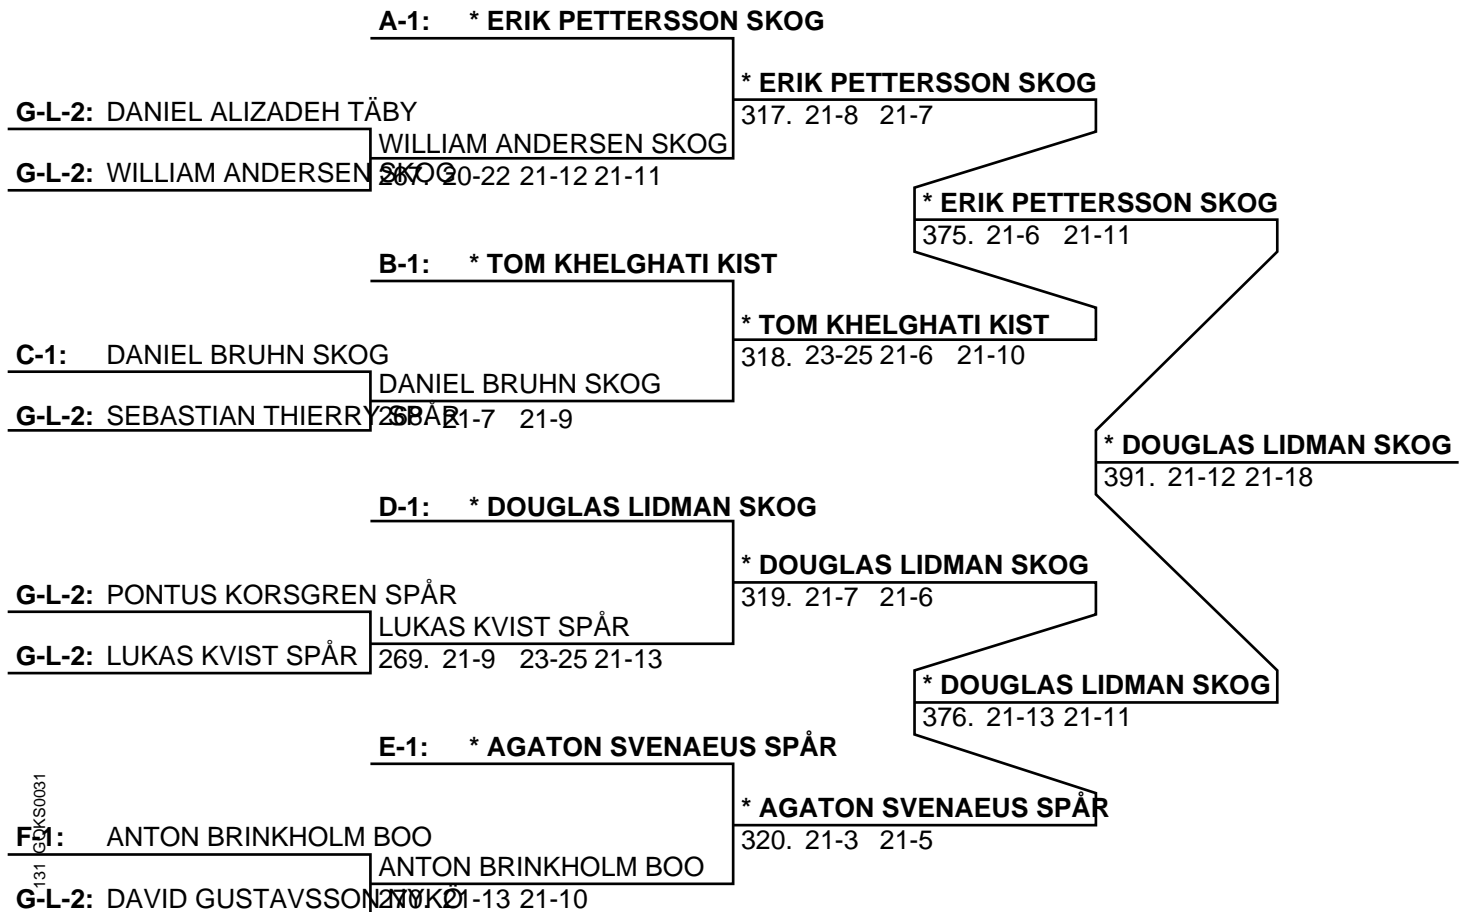 A-1: * ERIK PETTERSSON SKOG
* ERIK PETTERSSON SKOG
317. 21-8 21-7
G-L-2: DANIEL ALIZADEH TÄBY
WILLIAM ANDERSEN SKOG
G-L-2: WILLIAM ANDERSEN SKOG
267. 20-22 21-12 21-11
* ERIK PETTERSSON SKOG
375. 21-6 21-11
B-1: * TOM KHELGHATI KIST
* TOM KHELGHATI KIST
318. 23-25 21-6 21-10
C-1: DANIEL BRUHN SKOG
DANIEL BRUHN SKOG
G-L-2: SEBASTIAN THIERRY SPÅR
268. 21-7 21-9
* DOUGLAS LIDMAN SKOG
391. 21-12 21-18
D-1: * DOUGLAS LIDMAN SKOG
* DOUGLAS LIDMAN SKOG
319. 21-7 21-6
G-L-2: PONTUS KORSGREN SPÅR
LUKAS KVIST SPÅR
G-L-2: LUKAS KVIST SPÅR
269. 21-9 23-25 21-13
* DOUGLAS LIDMAN SKOG
376. 21-13 21-11
E-1: * AGATON SVENAEUS SPÅR
* AGATON SVENAEUS SPÅR
320. 21-3 21-5
F-1: ANTON BRINKHOLM BOO
ANTON BRINKHOLM BOO
G-L-2: DAVID GUSTAVSSON NYKÖ
270. 21-13 21-10
131